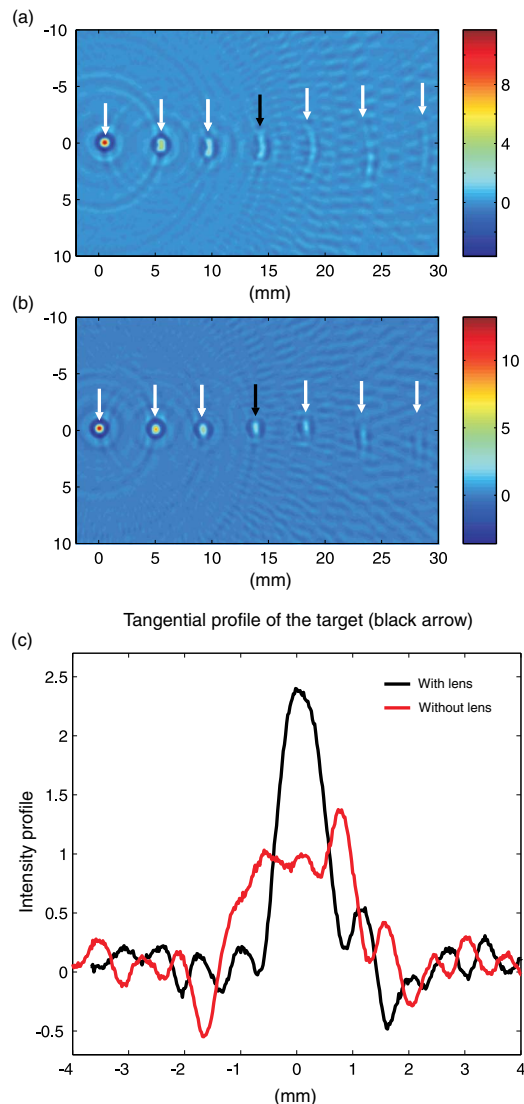 (a)
-10
-5
0
5
10
0 5 10 15 20 25 30
(mm)
8
4
0
(b)
-10
-5
0
5
10
0 5 10 15 20 25 30
(mm)
10
5
0
Tangential profile of the target (black arrow)
(c)
2.5
2
1.5
1
0.5
0
-0.5
Intensity profile
With lens
Without lens
-4 -3 -2 -1 0 1 2 3 4
(mm)